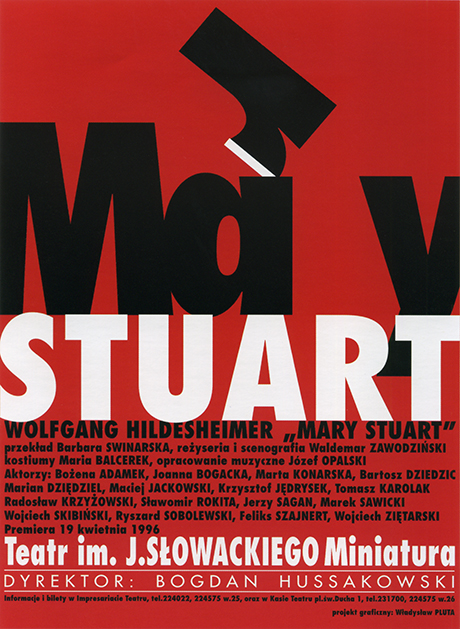 Mary
STUART
WOLFGANG HILDESHEIMER „MARY STUART”
przekład Barbara SWINARSKA, reżyseria i scenografia Waldemar ZAWODZIŃSKI
kostiumy Maria BALCEREK, opracowanie muzyczne Józef OPALSKI
Aktorzy: Bożena ADAMEK, Joanna BOGACKA, Marta KONARSKA, Bartosz DZIEDZIC
Marian DZIĘDZIEL, Maciej JACKOWSKI, Krzysztof JĘDRYSEK, Tomasz KAROLAK
Radosław KRZYŻOWSKI, Sławomir ROKITA, Jerzy SAGAN, Marek SAWICKI
Wojciech SKIBIŃSKI, Ryszard SOBOLEWSKI, Feliks SZAJNERT, Wojciech ZIĘTARSKI
Premiera 19 kwietnia 1996
Teatr im. J.SŁOWACKIEGO Miniatura
DYREKTOR: BOGDAN HUSSAKOWSKI
Informacje i bilety w Impresariacie Teatru, tel.224022, 224575 w.25, oraz w Kasie Teatru pl.św.Ducha 1, tel.231700, 224575 w.26
projekt graficzny: Władysław PLUTA